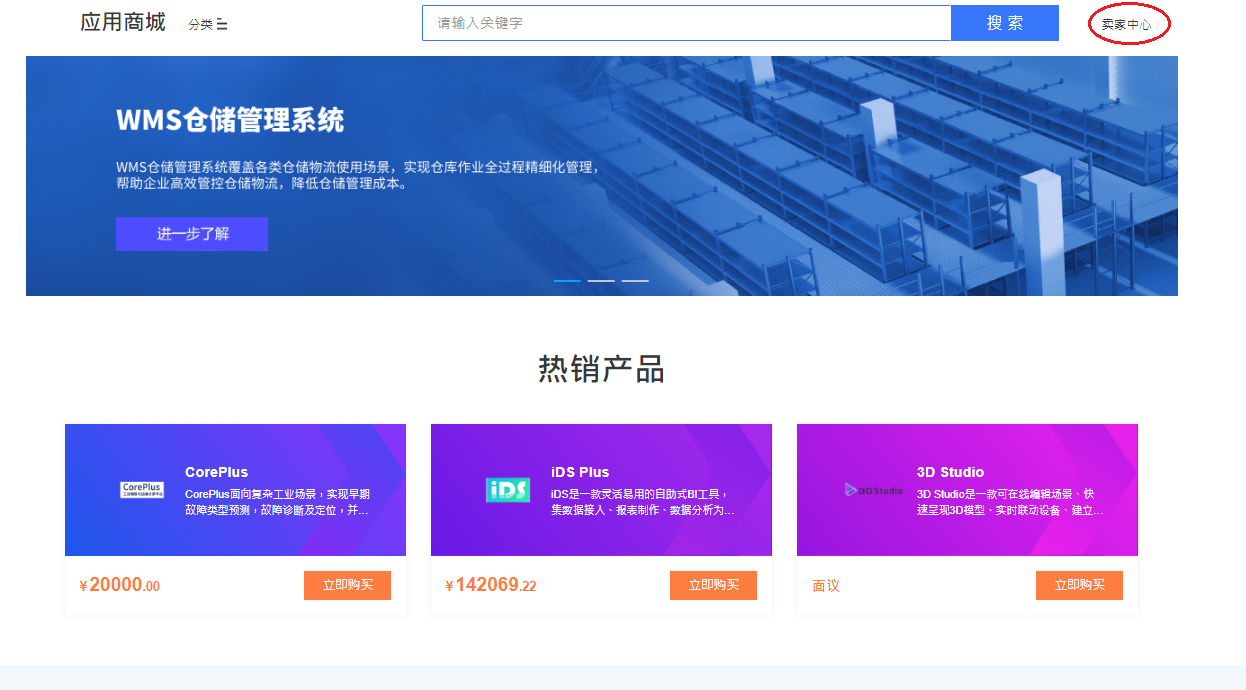 应用商城 分类 请输入关键字 搜索 卖家中心
WMS仓储管理系统
WMS仓储管理系统覆盖各类仓储物流使用场景，实现仓库作业全过程精细化管理，
帮助企业高效管控仓储物流，降低仓储管理成本。
进一步了解
热销产品
CorePlus
CorePlus
CorePlus面向复杂工业场景，实现早期
故障类型预测，故障诊断及定位，并...
¥20000.00 立即购买
iDS
iDS Plus
iDS是一款灵活易用的自助式BI工具，
集数据接入、报表制作、数据分析为...
¥142069.22 立即购买
3DStudio
3D Studio
3D Studio是一款可在线编辑场景、快
速呈现3D模型、实时联动设备、建立...
面议 立即购买